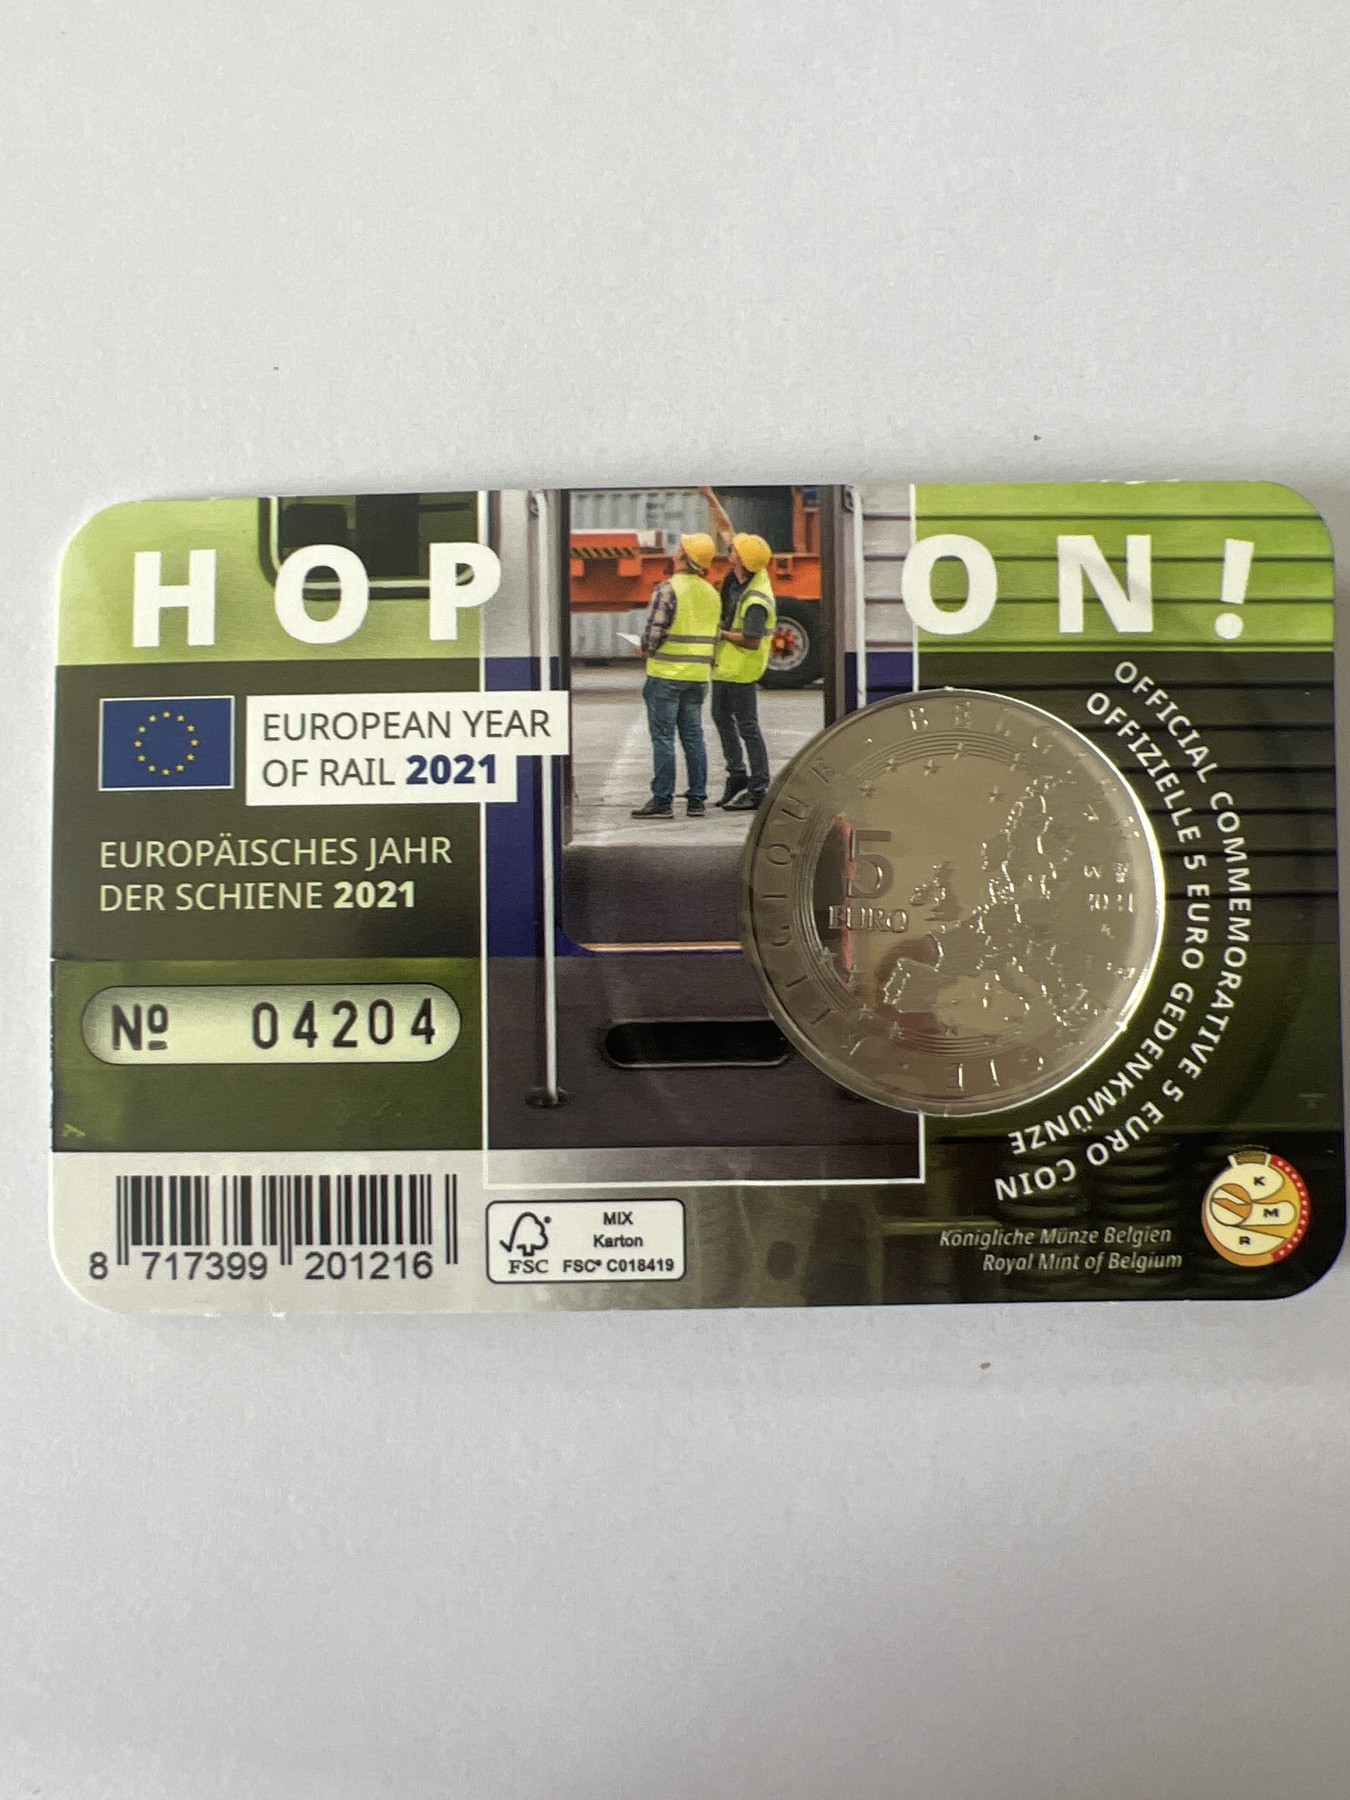 HOP ON!
EUROPEAN YEAR
OF RAIL 2021
EUROPÄISCHES JAHR
DER SCHIENE 2021
Nº 04204
8 717399 201216
FSC
MIX
Karton
FSC® C018419
5
EURO
OFFICIAL COMMEMORATIVE 5 EURO COIN
OFFIZIELLE 5 EURO GEDENKMÜNZE
Königliche Münze Belgien
Royal Mint of Belgium
K
M
R